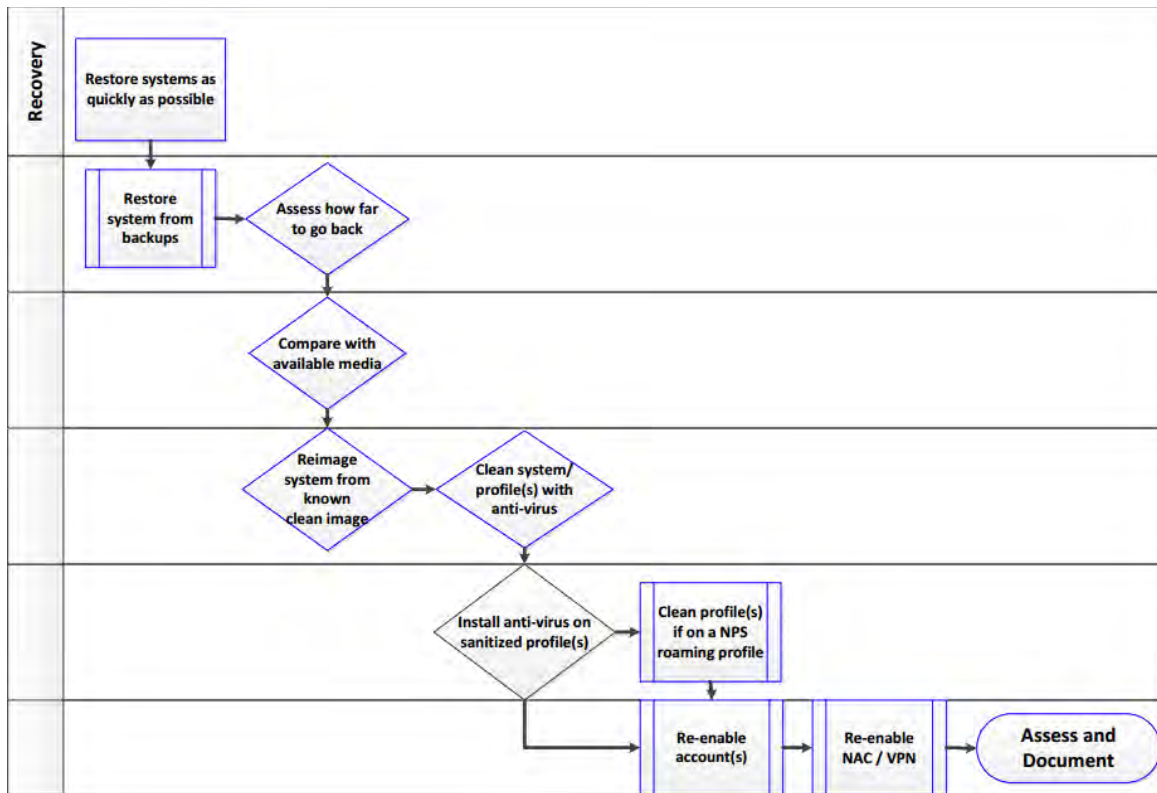 Recovery
Restore systems as
quickly as possible
Restore
system from
backups
Assess how far
to go back
Compare with
available media
Reimage
system from
known
clean image
Clean system/
profile(s) with
anti-virus
Install anti-virus on
sanitized profile(s)
Clean profile(s)
if on a NPS
roaming profile
Re-enable
account(s)
Re-enable
NAC / VPN
Assess and
Document